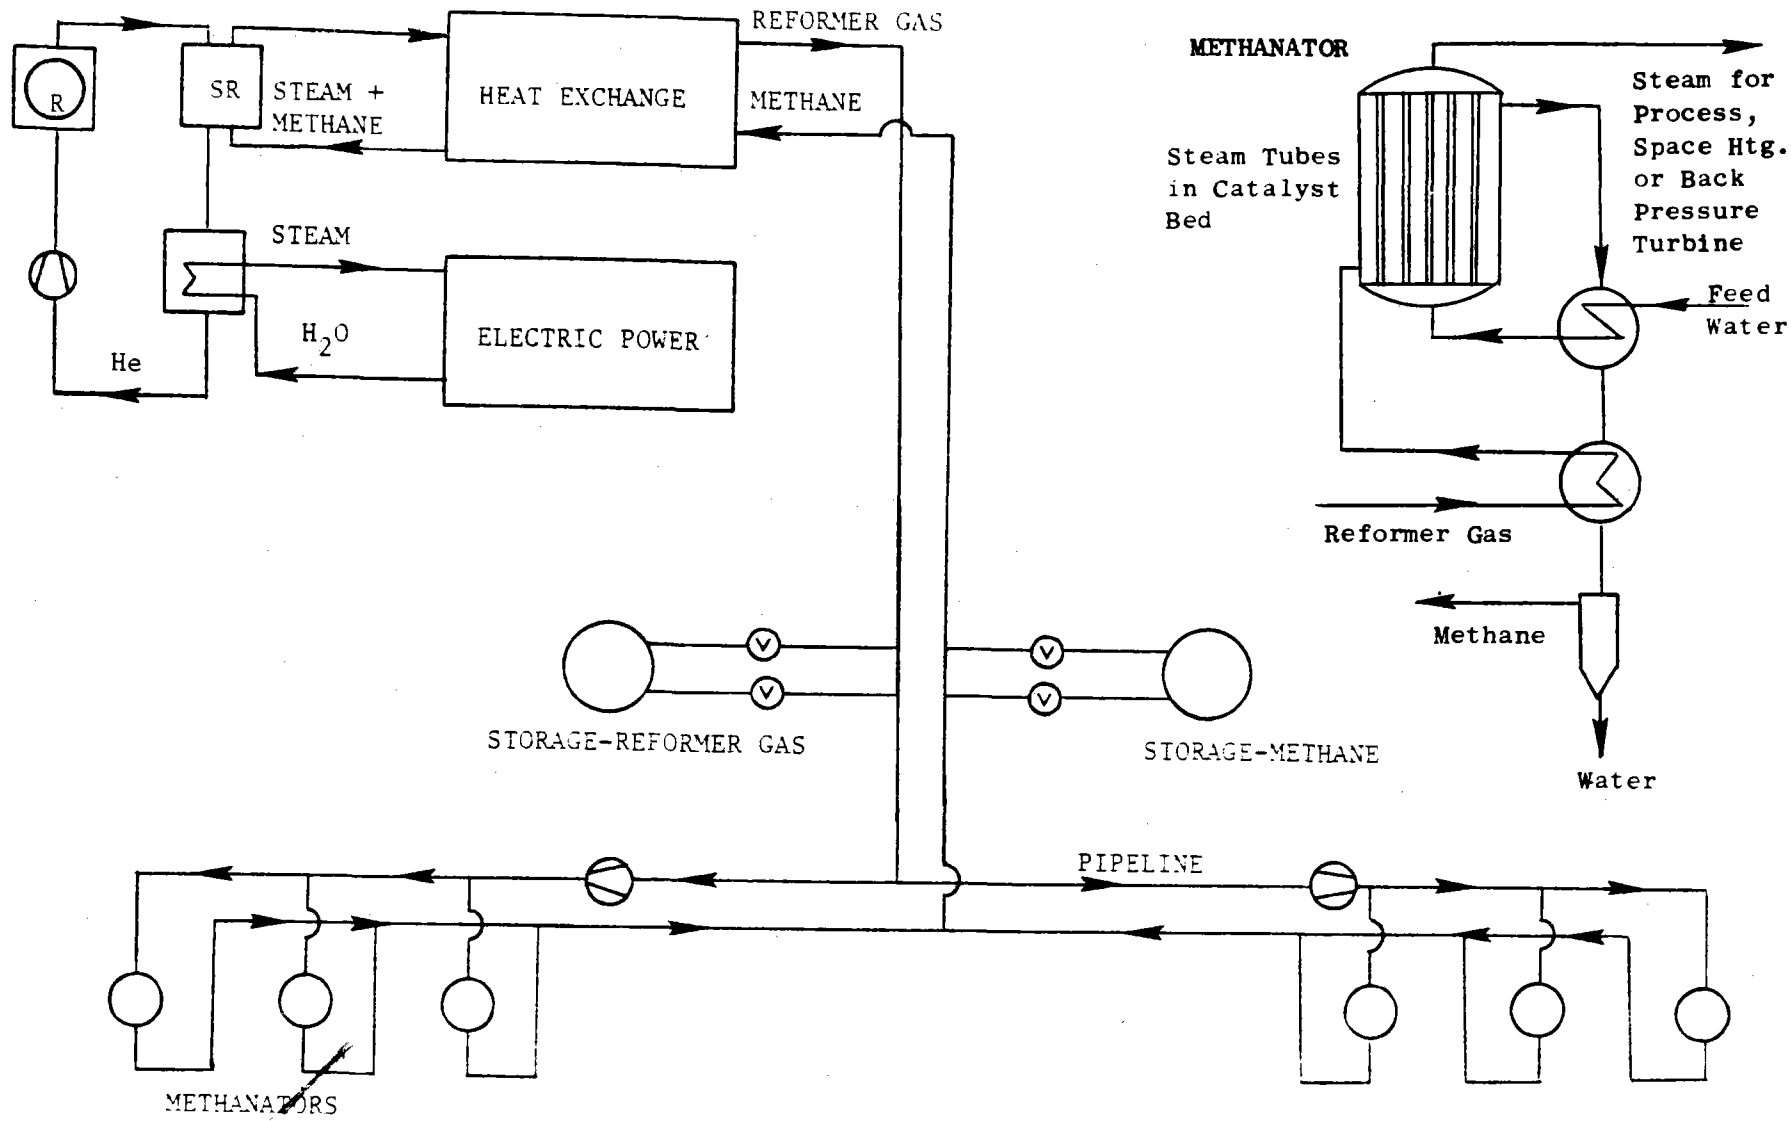 REFORMER GAS
R
SR
STEAM +
METHANE
HEAT EXCHANGE
METHANE
STEAM
H2O
ELECTRIC POWER
He
METHANATOR
Steam Tubes
in Catalyst
Bed
Steam for
Process,
Space Htg.
or Back
Pressure
Turbine
Feed
Water
Reformer Gas
Methane
Water
V
V
V
V
STORAGE-REFORMER GAS
STORAGE-METHANE
PIPELINE
METHANATORS